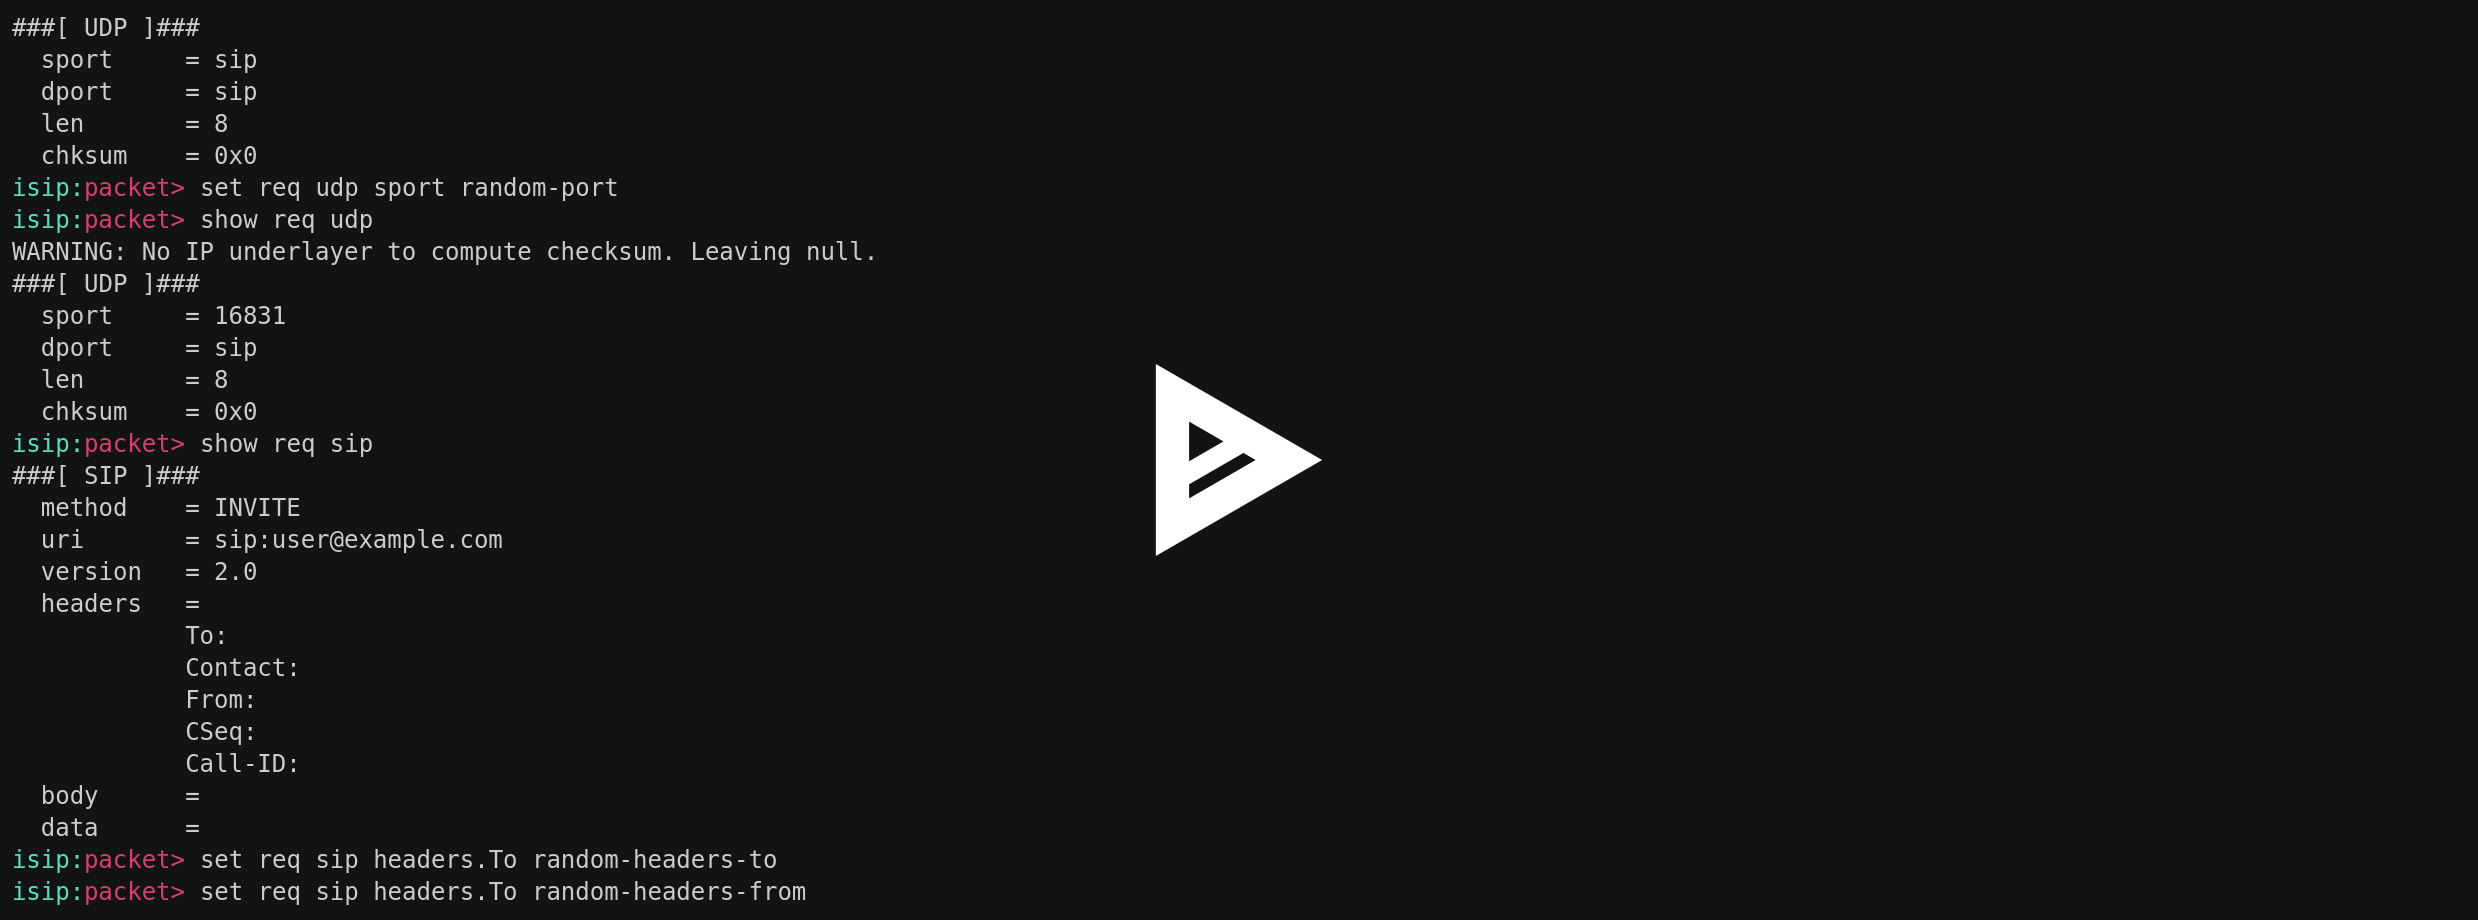 ###[ UDP ]###
  sport     = sip
  dport     = sip
  len       = 8
  chksum    = 0x0
isip:packet> set req udp sport random-port
isip:packet> show req udp
WARNING: No IP underlayer to compute checksum. Leaving null.
###[ UDP ]###
  sport     = 16831
  dport     = sip
  len       = 8
  chksum    = 0x0
isip:packet> show req sip
###[ SIP ]###
  method    = INVITE
  uri       = sip:user@example.com
  version   = 2.0
  headers   =
            To:
            Contact:
            From:
            CSeq:
            Call-ID:
  body      =
  data      =
isip:packet> set req sip headers.To random-headers-to
isip:packet> set req sip headers.To random-headers-from